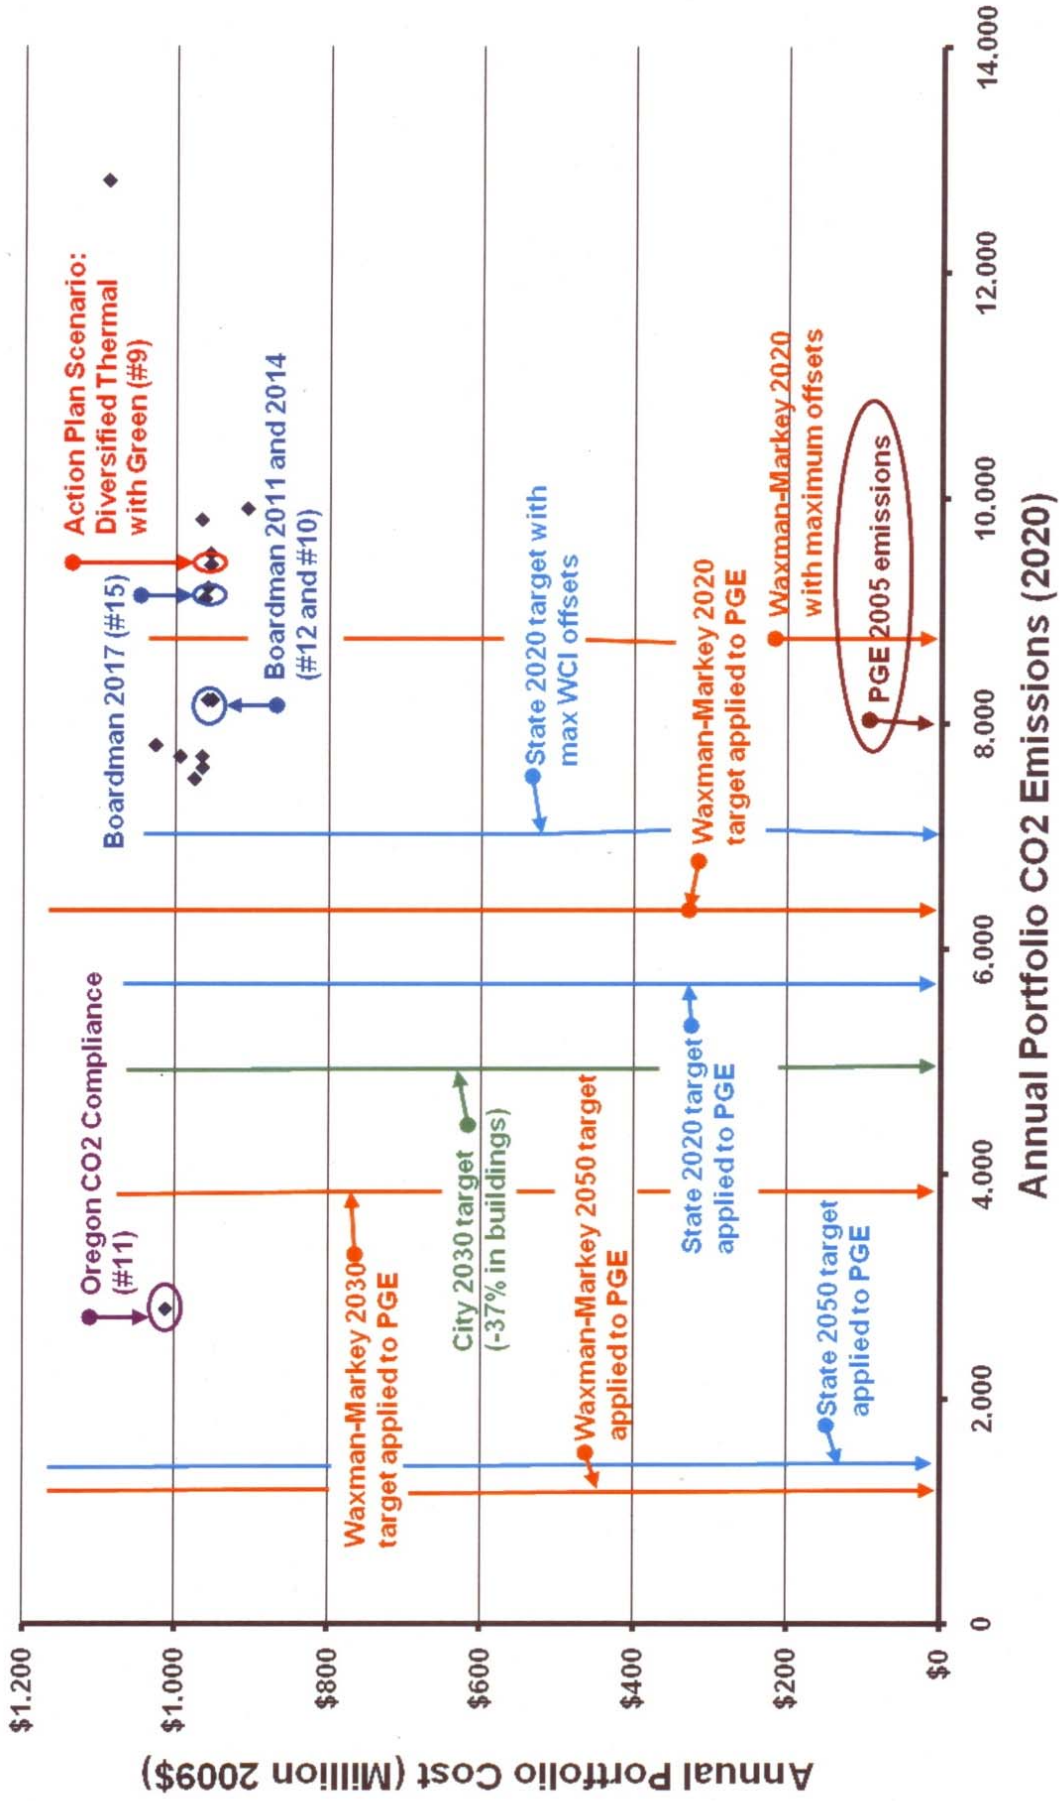 $1.200
$1.000
$800
$600
$400
$200
$0
Annual Portfolio Cost (Million 2009$)
0
2.000
4.000
6.000
8.000
10.000
12.000
14.000
Annual Portfolio CO2 Emissions (2020)
Oregon CO2 Compliance
(#11)
Boardman 2017 (#15)
Action Plan Scenario:
Diversified Thermal
with Green (#9)
Boardman 2011 and 2014
(#12 and #10)
Waxman-Markey 2030
target applied to PGE
City 2030 target
(-37% in buildings)
State 2020 target with
max WCI offsets
Waxman-Markey 2050 target
applied to PGE
State 2020 target
applied to PGE
Waxman-Markey 2020
target applied to PGE
Waxman-Markey 2020
with maximum offsets
State 2050 target
applied to PGE
PGE 2005 emissions